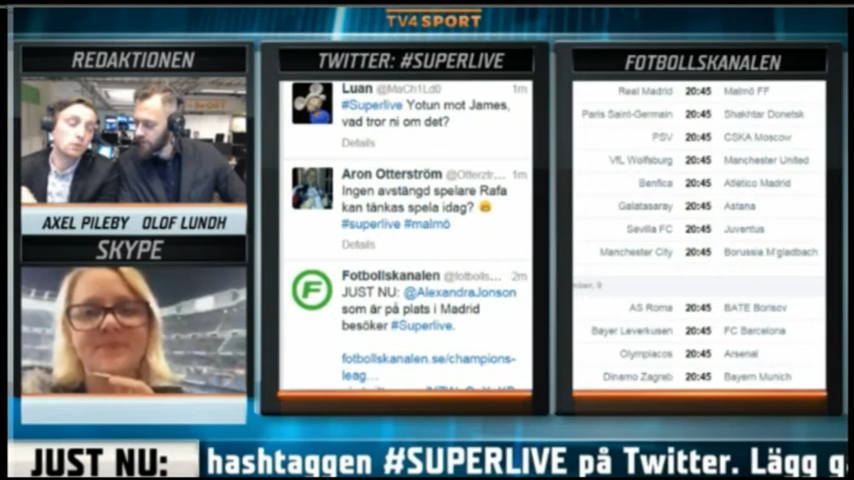 TV4 SPORT
REDAKTIONEN
AXEL PILEBY OLOF LUNDH
SKYPE
TWITTER: #SUPERLIVE
Luan @MaCh1Ld0 1m
#Superlive Yotun mot James,
vad tror ni om det?
Details
Aron Otterström @Otterztr... 1m
Ingen avstängd spelare Rafa
kan tänkas spela idag?
#superlive #malmö
Details
Fotbollskanalen @fotbolls... 2m
JUST NU: @AlexandraJonson
som är på plats i Madrid
besöker #Superlive.
fotbollskanalen.se/champions-
leag...
FOTBOLLSKANALEN
Real Madrid 20:45 Malmö FF
Paris Saint-Germain 20:45 Shakhtar Donetsk
PSV 20:45 CSKA Moscow
VfL Wolfsburg 20:45 Manchester United
Benfica 20:45 Atlético Madrid
Galatasaray 20:45 Astana
Sevilla FC 20:45 Juventus
Manchester City 20:45 Borussia M'gladbach
AS Roma 20:45 BATE Borisov
Bayer Leverkusen 20:45 FC Barcelona
Olympiacos 20:45 Arsenal
Dinamo Zagreb 20:45 Bayern Munich
JUST NU: hashtaggen #SUPERLIVE på Twitter. Lägg g